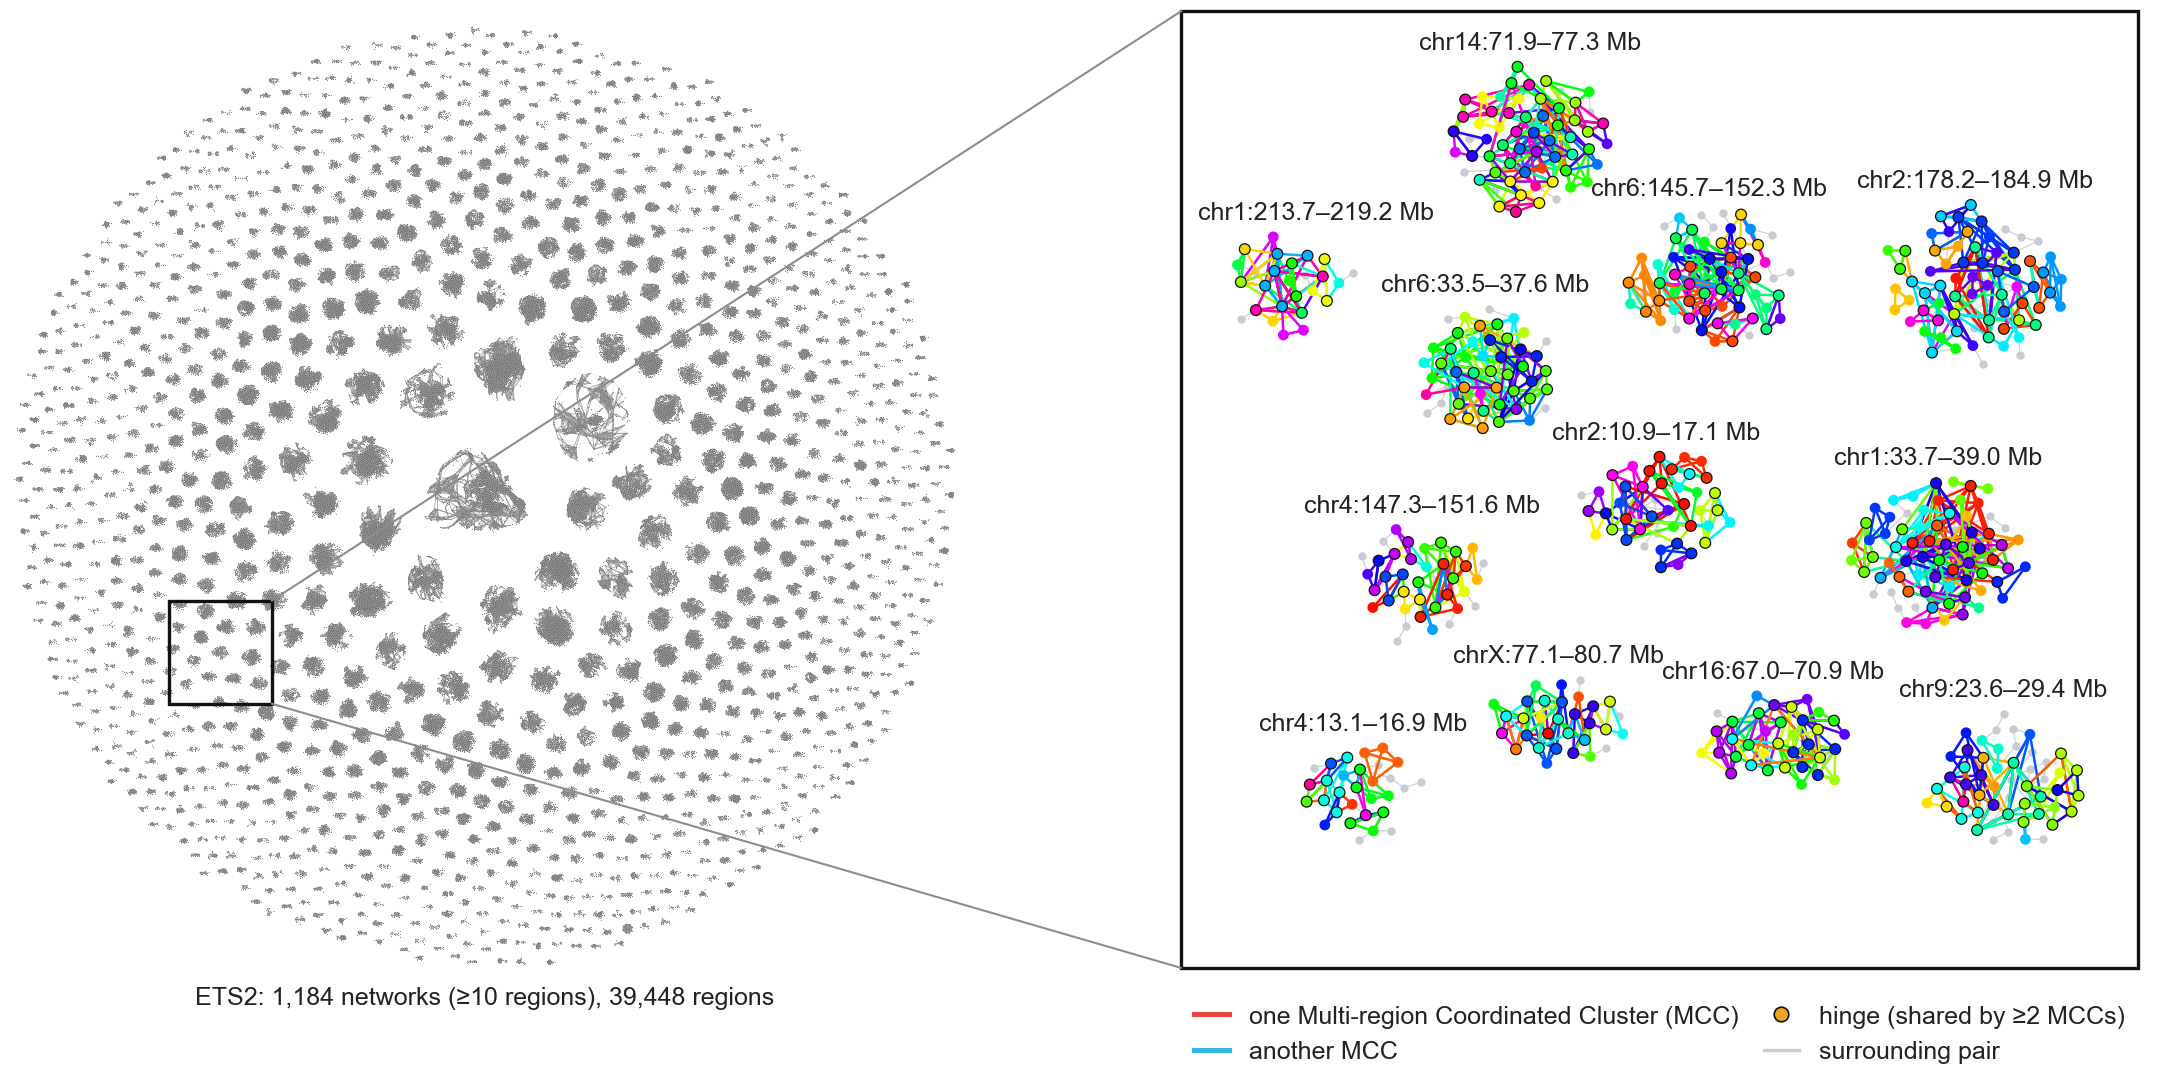 chr14:71.9–77.3 Mb
chr6:145.7–152.3 Mb
chr2:178.2–184.9 Mb
chr1:213.7–219.2 Mb
chr6:33.5–37.6 Mb
chr2:10.9–17.1 Mb
chr1:33.7–39.0 Mb
chr4:147.3–151.6 Mb
chrX:77.1–80.7 Mb
chr16:67.0–70.9 Mb
chr9:23.6–29.4 Mb
chr4:13.1–16.9 Mb
ETS2: 1,184 networks (≥10 regions), 39,448 regions
one Multi-region Coordinated Cluster (MCC)
another MCC
hinge (shared by ≥2 MCCs)
surrounding pair